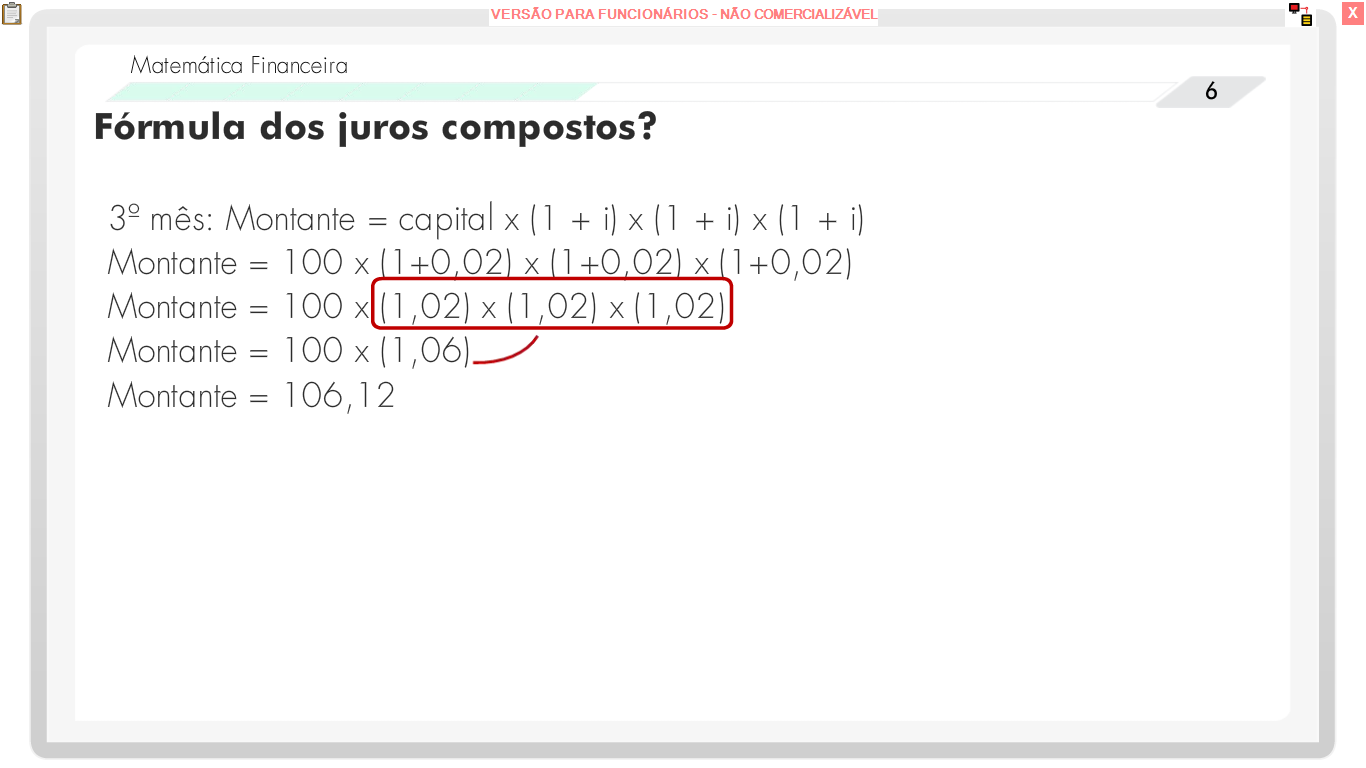 VERSÃO PARA FUNCIONÁRIOS - NÃO COMERCIALIZÁVEL
X
Matemática Financeira
6
Fórmula dos juros compostos?
3º mês: Montante = capital x (1 + i) x (1 + i) x (1 + i)
Montante = 100 x (1+0,02) x (1+0,02) x (1+0,02)
Montante = 100 x (1,02) x (1,02) x (1,02)
Montante = 100 x (1,06)
Montante = 106,12